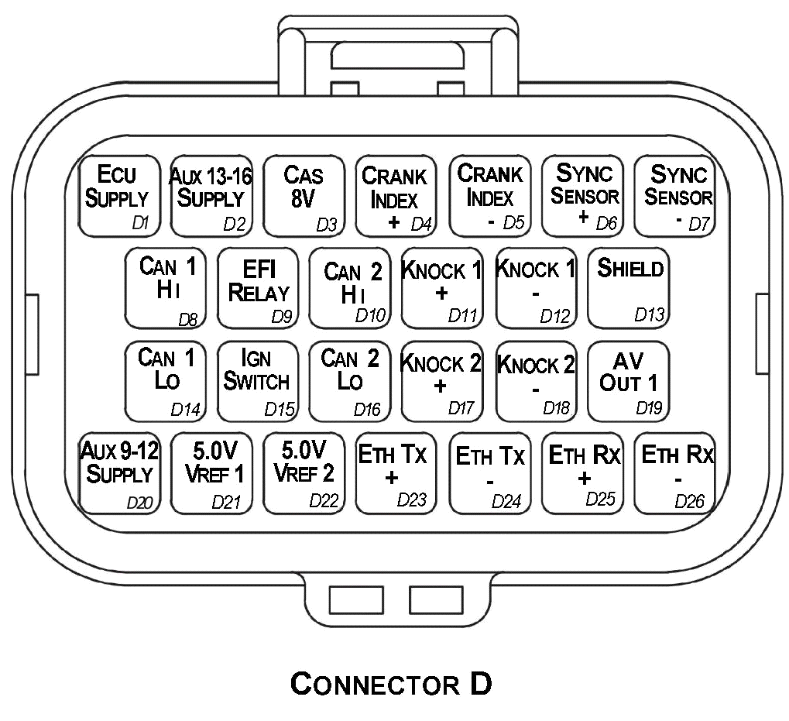 ECU SUPPLY D1
AUX 13-16 SUPPLY D2
CAS 8V D3
CRANK INDEX + D4
CRANK INDEX - D5
SYNC SENSOR + D6
SYNC SENSOR - D7
CAN 1 HI D8
EFI RELAY D9
CAN 2 HI D10
KNOCK 1 + D11
KNOCK 1 - D12
SHIELD D13
CAN 1 LO D14
IGN SWITCH D15
CAN 2 LO D16
KNOCK 2 + D17
KNOCK 2 - D18
AV OUT 1 D19
AUX 9-12 SUPPLY D20
5.0V VREF 1 D21
5.0V VREF 2 D22
ETH TX + D23
ETH TX - D24
ETH RX + D25
ETH RX - D26
CONNECTOR D